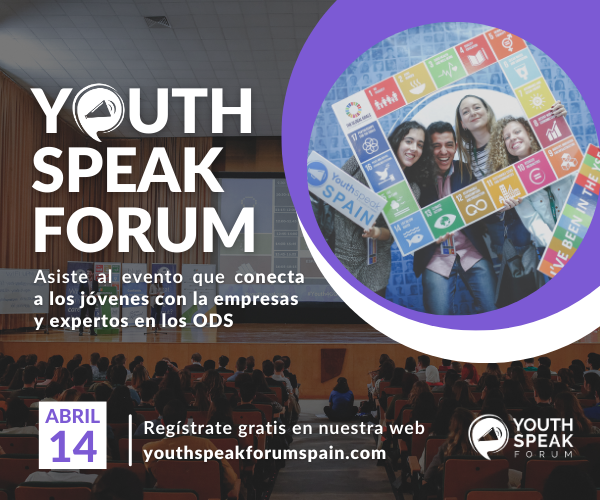 YOUTH
SPEAK
FORUM
Asiste al evento que conecta
a los jóvenes con la empresas
y expertos en los ODS
YouthSpeak
SPAIN
ABRIL
14
Regístrate gratis en nuestra web
youthspeakforumspain.com
YOUTH
SPEAK
FORUM